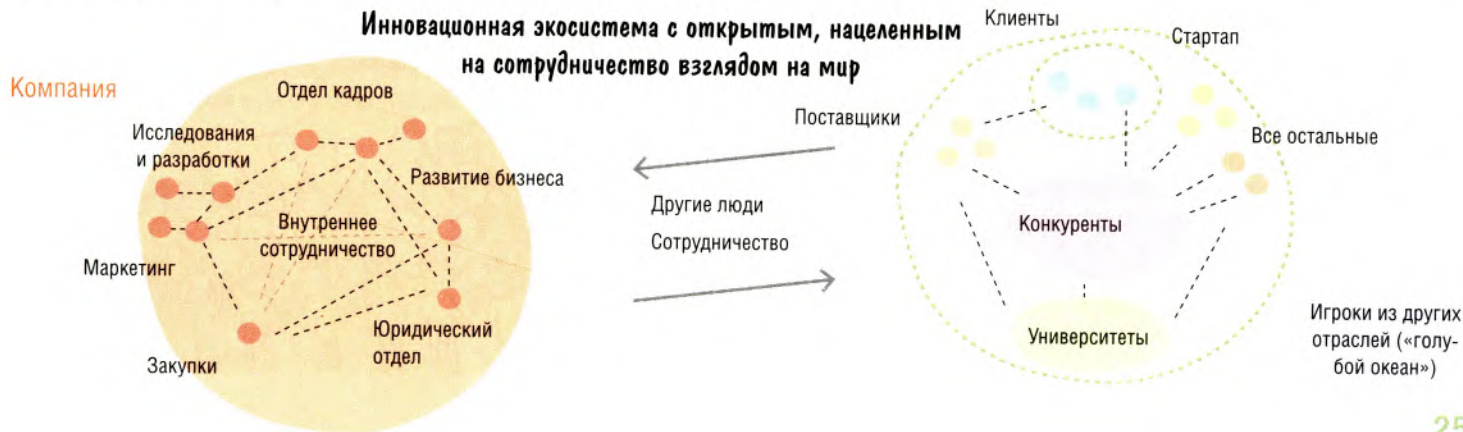 Инновационная экосистема с открытым, нацеленным
на сотрудничество взглядом на мир
Компания
Отдел кадров
Исследования
и разработки
Развитие бизнеса
Внутреннее
сотрудничество
Маркетинг
Закупки
Юридический
отдел
Другие люди
Сотрудничество
Клиенты
Стартап
Поставщики
Все остальные
Конкуренты
Университеты
Игроки из других
отраслей («голу-
бой океан»)
25